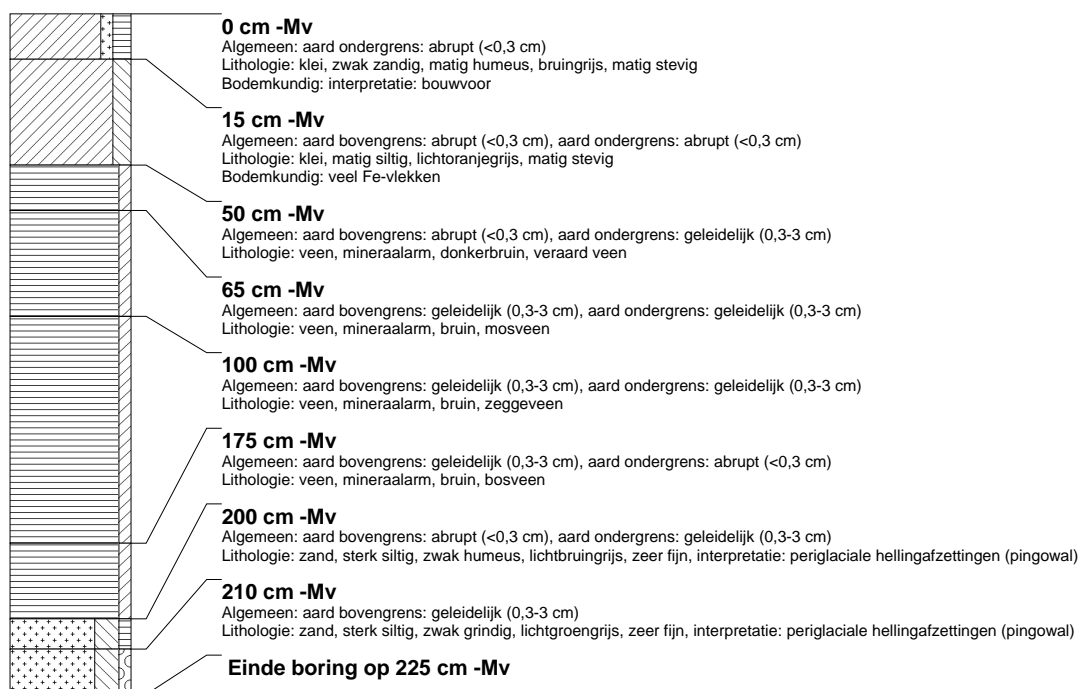 0 cm -Mv
Algemeen: aard ondergrens: abrupt (<0,3 cm)
Lithologie: klei, zwak zandig, matig humeus, bruingrijs, matig stevig
Bodemkundig: interpretatie: bouwvoor
15 cm -Mv
Algemeen: aard bovengrens: abrupt (<0,3 cm), aard ondergrens: abrupt (<0,3 cm)
Lithologie: klei, matig siltig, lichtoranjegrijs, matig stevig
Bodemkundig: veel Fe-vlekken
50 cm -Mv
Algemeen: aard bovengrens: abrupt (<0,3 cm), aard ondergrens: geleidelijk (0,3-3 cm)
Lithologie: veen, mineraalarm, donkerbruin, veraard veen
65 cm -Mv
Algemeen: aard bovengrens: geleidelijk (0,3-3 cm), aard ondergrens: geleidelijk (0,3-3 cm)
Lithologie: veen, mineraalarm, bruin, mosveen
100 cm -Mv
Algemeen: aard bovengrens: geleidelijk (0,3-3 cm), aard ondergrens: geleidelijk (0,3-3 cm)
Lithologie: veen, mineraalarm, bruin, zeggeveen
175 cm -Mv
Algemeen: aard bovengrens: geleidelijk (0,3-3 cm), aard ondergrens: abrupt (<0,3 cm)
Lithologie: veen, mineraalarm, bruin, bosveen
200 cm -Mv
Algemeen: aard bovengrens: abrupt (<0,3 cm), aard ondergrens: geleidelijk (0,3-3 cm)
Lithologie: zand, sterk siltig, zwak humeus, lichtbruingrijs, zeer fijn, interpretatie: periglaciale hellingafzettingen (pingowal)
210 cm -Mv
Algemeen: aard bovengrens: geleidelijk (0,3-3 cm)
Lithologie: zand, sterk siltig, zwak grindig, lichtgroengrijs, zeer fijn, interpretatie: periglaciale hellingafzettingen (pingowal)
Einde boring op 225 cm -Mv